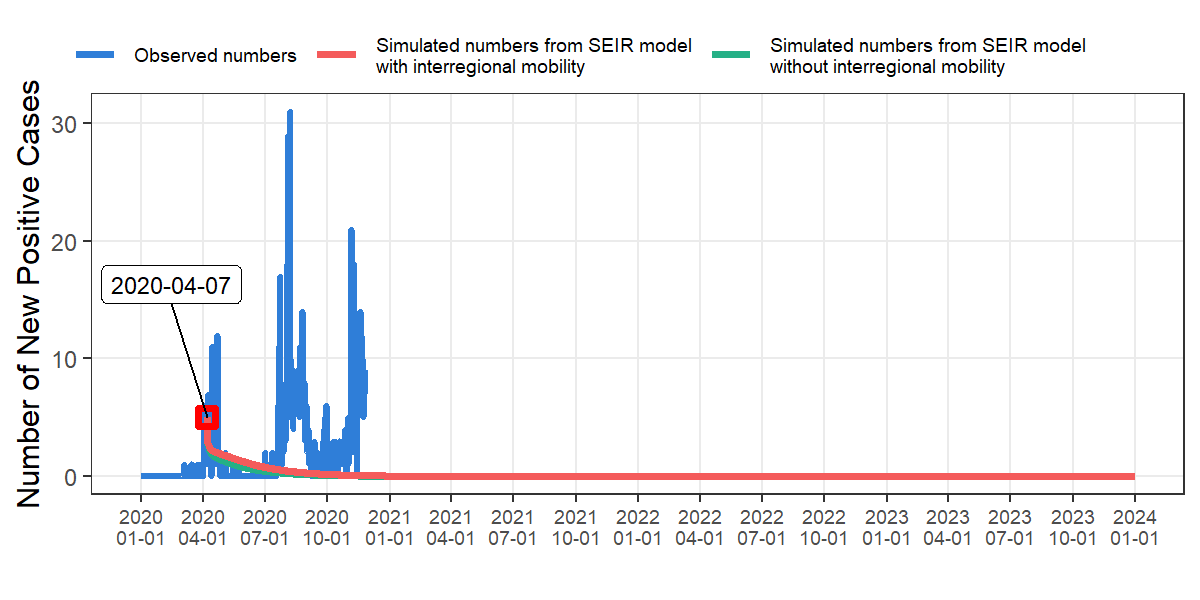 Observed numbers
Simulated numbers from SEIR model
with interregional mobility
Simulated numbers from SEIR model
without interregional mobility
Number of New Positive Cases
30
20
10
0
2020-04-07
2020 2020 2020 2020 2021 2021 2021 2021 2022 2022 2022 2022 2023 2023 2023 2023 2024
01-01 04-01 07-01 10-01 01-01 04-01 07-01 10-01 01-01 04-01 07-01 10-01 01-01 04-01 07-01 10-01 01-01